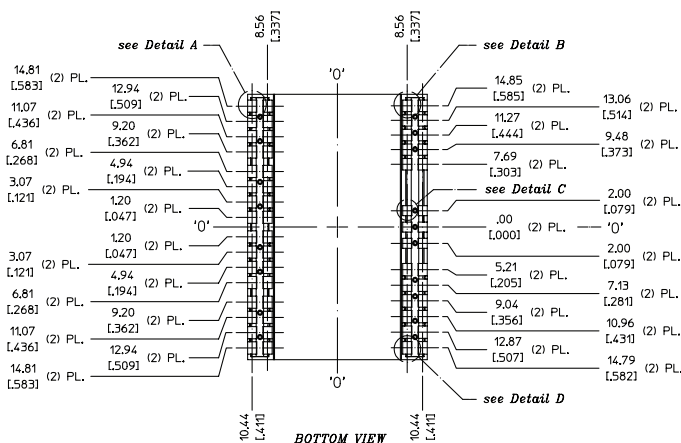 8.56
[.337]
8.56
[.337]
see Detail A
see Detail B
'O'
14.81
[.583] (2) PL.
12.94
[.509] (2) PL.
11.07
[.436] (2) PL.
9.20
[.362] (2) PL.
6.81
[.268] (2) PL.
4.94
[.194] (2) PL.
3.07
[.121] (2) PL.
1.20
[.047] (2) PL.
'O'
1.20
[.047] (2) PL.
3.07
[.121] (2) PL.
4.94
[.194] (2) PL.
6.81
[.268] (2) PL.
9.20
[.362] (2) PL.
11.07
[.436] (2) PL.
12.94
[.509] (2) PL.
14.81
[.583] (2) PL.
14.85
[.585] (2) PL.
13.06
[.514] (2) PL.
11.27
[.444] (2) PL.
9.48
[.373] (2) PL.
7.69
[.303] (2) PL.
see Detail C
2.00
[.079] (2) PL.
.00
[.000] (2) PL.
'O'
2.00
[.079] (2) PL.
5.21
[.205] (2) PL.
7.13
[.281] (2) PL.
9.04
[.356] (2) PL.
10.96
[.431] (2) PL.
12.87
[.507] (2) PL.
14.79
[.582] (2) PL.
'O'
see Detail D
10.44
[.411]
10.44
[.411]
BOTTOM VIEW